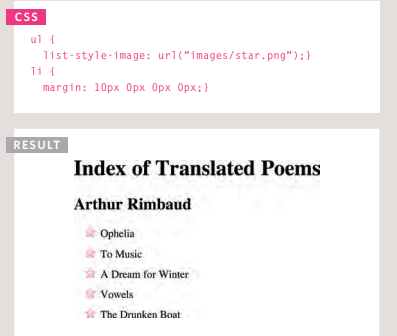 CSS
ul {
  list-style-image: url("images/star.png");}
li {
  margin: 10px 0px 0px 0px;}
RESULT
Index of Translated Poems
Arthur Rimbaud
Ophelia
To Music
A Dream for Winter
Vowels
The Drunken Boat